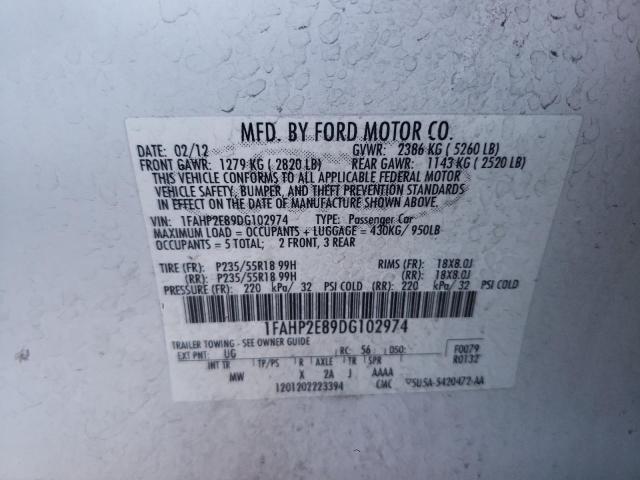 MFD. BY FORD MOTOR CO.
DATE: 02/12 GVWR: 2386 KG ( 5260 LB)
FRONT GAWR: 1279 KG ( 2820 LB) REAR GAWR: 1143 KG ( 2520 LB)
THIS VEHICLE CONFORMS TO ALL APPLICABLE FEDERAL MOTOR
VEHICLE SAFETY, BUMPER, AND THEFT PREVENTION STANDARDS
IN EFFECT ON THE DATE OF MANUFACTURE SHOWN ABOVE.
VIN: 1FAHP2E89DG102974 TYPE: Passenger Car
MAXIMUM LOAD = OCCUPANTS + LUGGAGE = 430KG/ 950LB
OCCUPANTS = 5 TOTAL; 2 FRONT, 3 REAR
TIRE (FR): P235/55R18 99H RIMS (FR): 18X8.0J
(RR): P235/55R18 99H (RR): 18X8.0J
PRESSURE (FR): 220 kPa/ 32 PSI COLD (RR): 220 kPa/ 32 PSI COLD
1FAHP2E89DG102974
TRAILER TOWING - SEE OWNER GUIDE F0079
EXT PNT: UG RC: 56 DSO: R0132
INT TR TP/PS R AXLE TR SPR
MW X 2A J AAAA
1201202223394 CMC 5U5A-5420472-AA